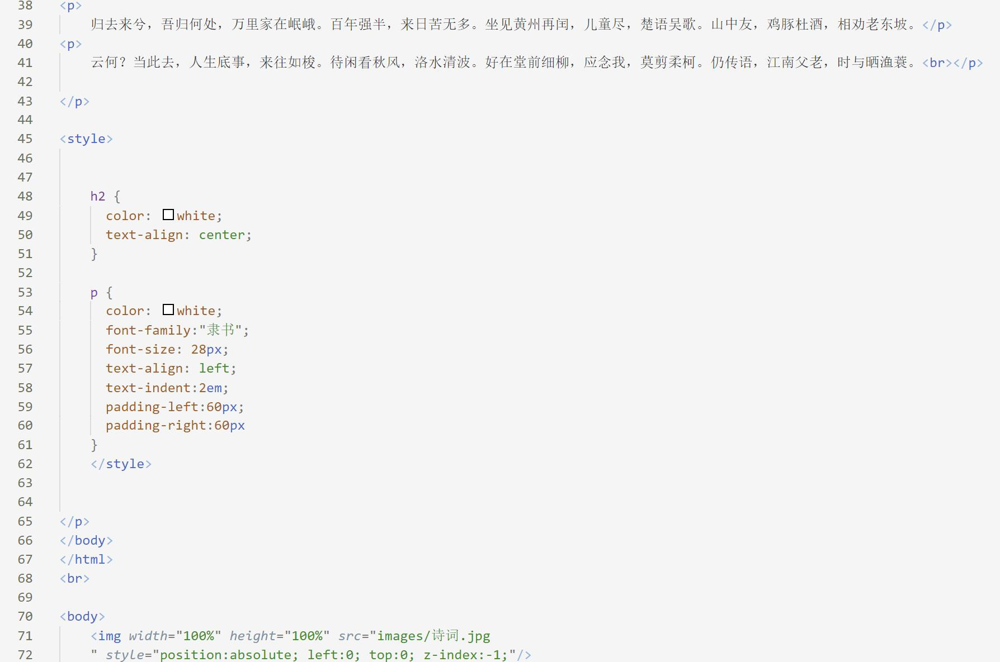 38 <p>
39 归去来兮，吾归何处，万里家在岷峨。百年强半，来日苦无多。坐见黄州再闰，儿童尽，楚语吴歌。山中友，鸡豚杜酒，相劝老东坡。</p>
40 <p>
41 云何？当此去，人生底事，来往如梭。待闲看秋风，洛水清波。好在堂前细柳，应念我，莫剪柔柯。仍传语，江南父老，时与晒渔蓑。<br></p>
42
43 </p>
44
45 <style>
46
47
48 h2 {
49 color: white;
50 text-align: center;
51 }
52
53 p {
54 color: white;
55 font-family:"隶书";
56 font-size: 28px;
57 text-align: left;
58 text-indent:2em;
59 padding-left:60px;
60 padding-right:60px
61 }
62 </style>
63
64
65 </p>
66 </body>
67 </html>
68 <br>
69
70 <body>
71 <img width="100%" height="100%" src="images/诗词.jpg
72 " style="position:absolute; left:0; top:0; z-index:-1;"/>